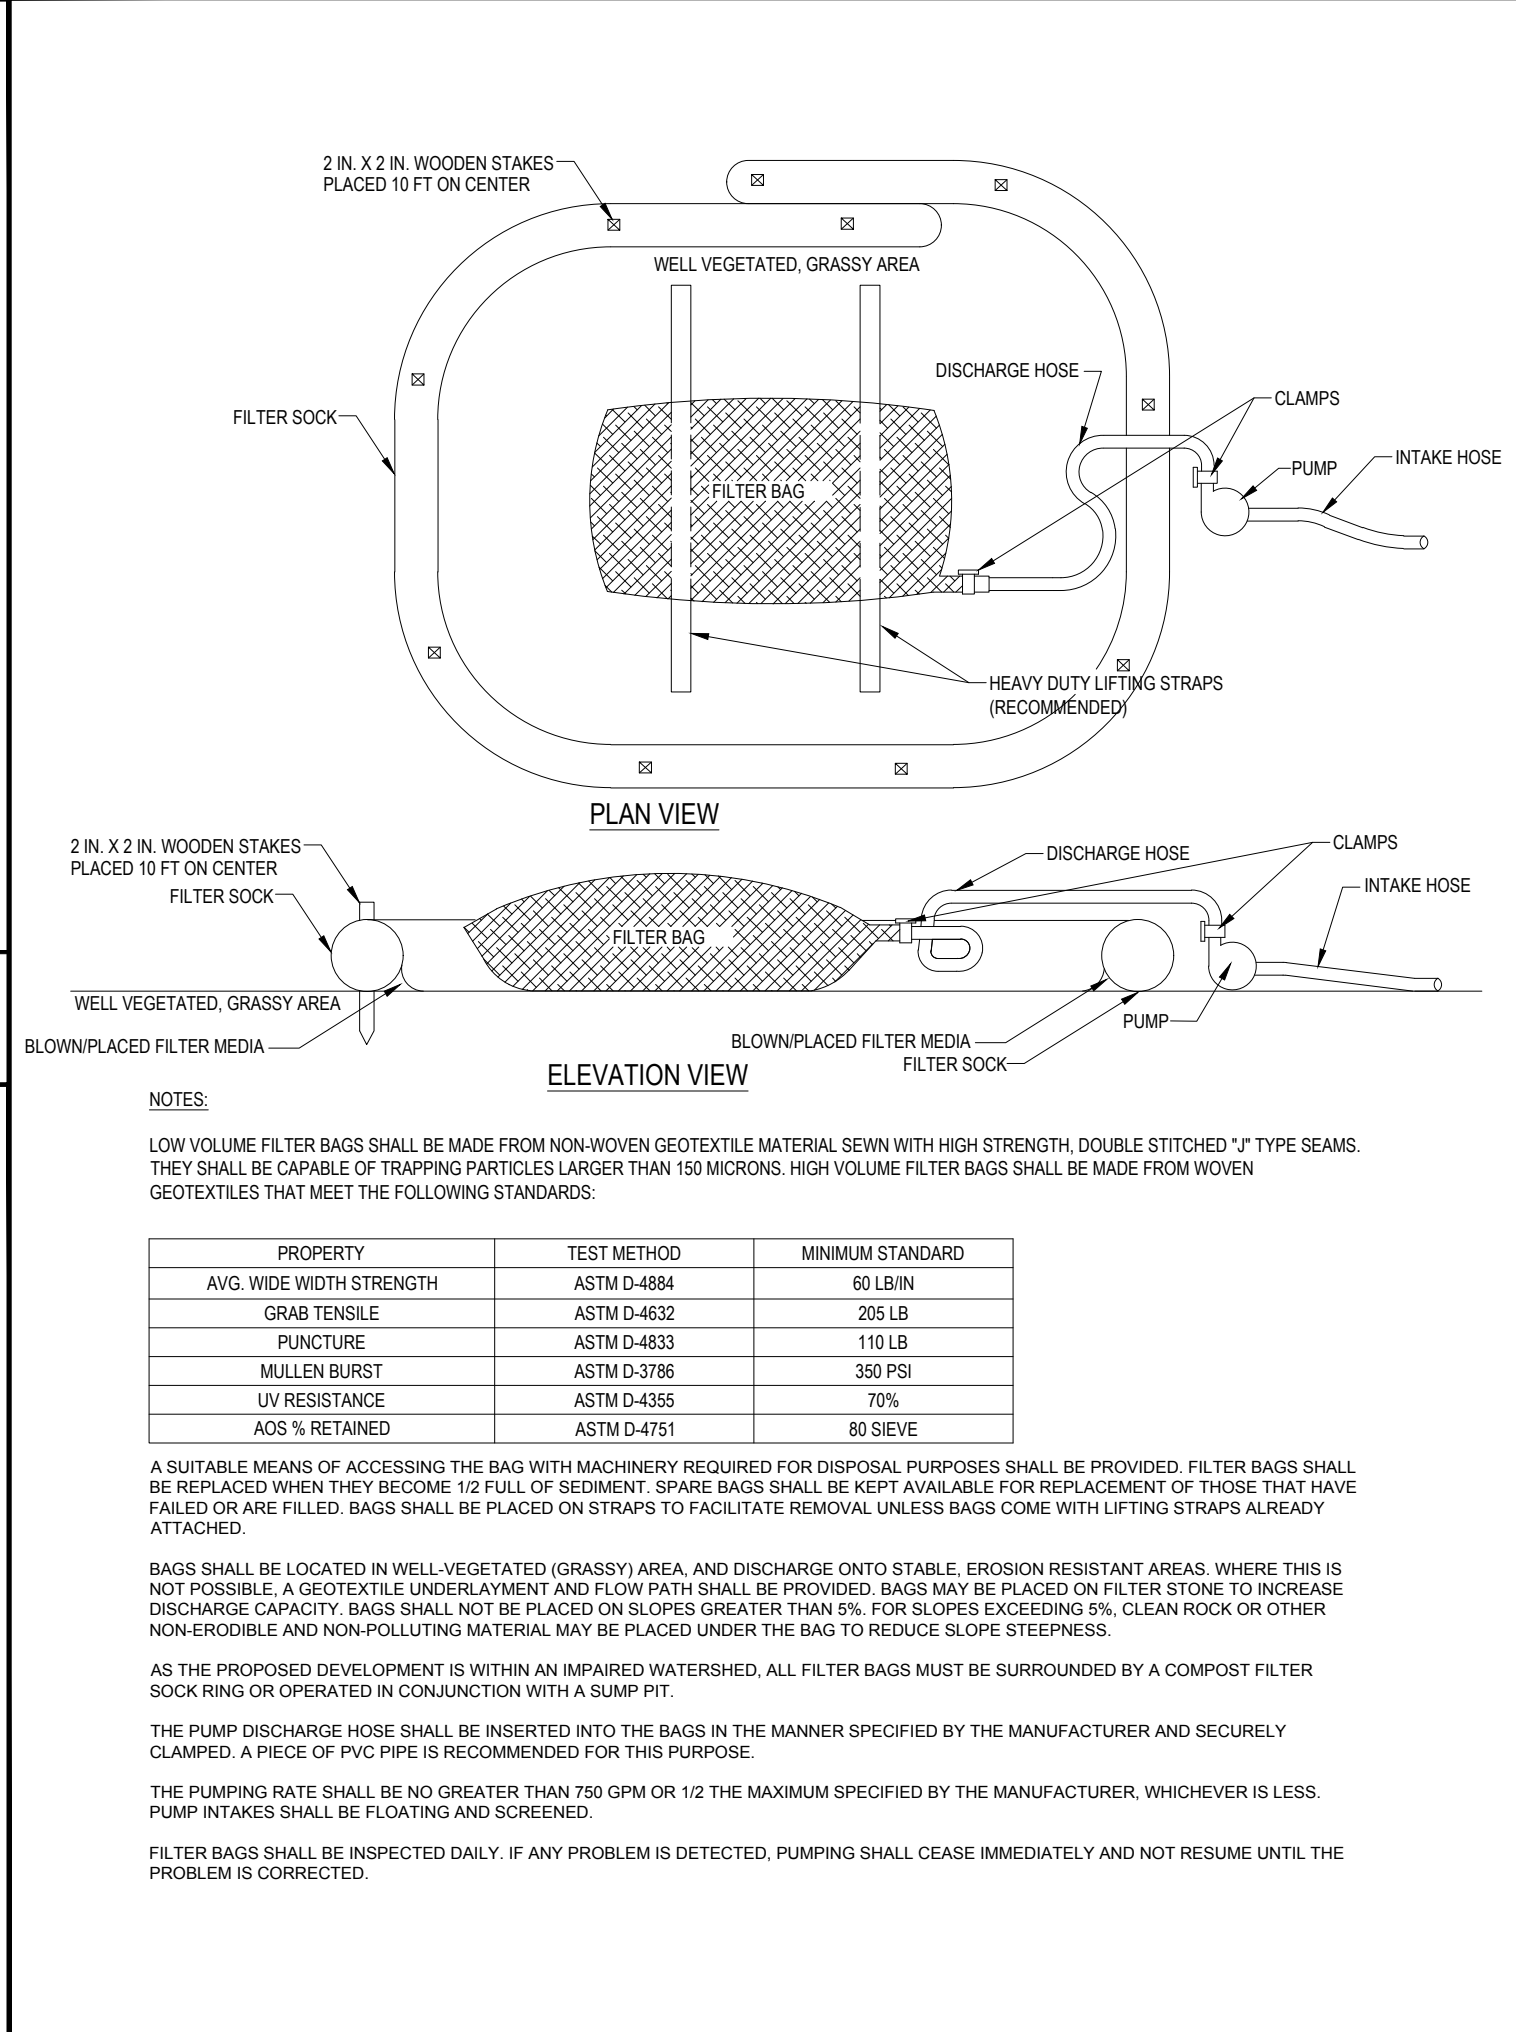 2 IN. X 2 IN. WOODEN STAKES
PLACED 10 FT ON CENTER
WELL VEGETATED, GRASSY AREA
DISCHARGE HOSE
CLAMPS
FILTER SOCK
INTAKE HOSE
PUMP
FILTER BAG
HEAVY DUTY LIFTING STRAPS
(RECOMMENDED)
PLAN VIEW
2 IN. X 2 IN. WOODEN STAKES
PLACED 10 FT ON CENTER
FILTER SOCK
DISCHARGE HOSE
CLAMPS
INTAKE HOSE
FILTER BAG
WELL VEGETATED, GRASSY AREA
PUMP
BLOWN/PLACED FILTER MEDIA
BLOWN/PLACED FILTER MEDIA
FILTER SOCK
ELEVATION VIEW
NOTES:
LOW VOLUME FILTER BAGS SHALL BE MADE FROM NON-WOVEN GEOTEXTILE MATERIAL SEWN WITH HIGH STRENGTH, DOUBLE STITCHED "J" TYPE SEAMS.
THEY SHALL BE CAPABLE OF TRAPPING PARTICLES LARGER THAN 150 MICRONS. HIGH VOLUME FILTER BAGS SHALL BE MADE FROM WOVEN
GEOTEXTILES THAT MEET THE FOLLOWING STANDARDS:
PROPERTY TEST METHOD MINIMUM STANDARD
AVG. WIDE WIDTH STRENGTH ASTM D-4884 60 LB/IN
GRAB TENSILE ASTM D-4632 205 LB
PUNCTURE ASTM D-4833 110 LB
MULLEN BURST ASTM D-3786 350 PSI
UV RESISTANCE ASTM D-4355 70%
AOS % RETAINED ASTM D-4751 80 SIEVE
A SUITABLE MEANS OF ACCESSING THE BAG WITH MACHINERY REQUIRED FOR DISPOSAL PURPOSES SHALL BE PROVIDED. FILTER BAGS SHALL
BE REPLACED WHEN THEY BECOME 1/2 FULL OF SEDIMENT. SPARE BAGS SHALL BE KEPT AVAILABLE FOR REPLACEMENT OF THOSE THAT HAVE
FAILED OR ARE FILLED. BAGS SHALL BE PLACED ON STRAPS TO FACILITATE REMOVAL UNLESS BAGS COME WITH LIFTING STRAPS ALREADY
ATTACHED.
BAGS SHALL BE LOCATED IN WELL-VEGETATED (GRASSY) AREA, AND DISCHARGE ONTO STABLE, EROSION RESISTANT AREAS. WHERE THIS IS
NOT POSSIBLE, A GEOTEXTILE UNDERLAYMENT AND FLOW PATH SHALL BE PROVIDED. BAGS MAY BE PLACED ON FILTER STONE TO INCREASE
DISCHARGE CAPACITY. BAGS SHALL NOT BE PLACED ON SLOPES GREATER THAN 5%. FOR SLOPES EXCEEDING 5%, CLEAN ROCK OR OTHER
NON-ERODIBLE AND NON-POLLUTING MATERIAL MAY BE PLACED UNDER THE BAG TO REDUCE SLOPE STEEPNESS.
AS THE PROPOSED DEVELOPMENT IS WITHIN AN IMPAIRED WATERSHED, ALL FILTER BAGS MUST BE SURROUNDED BY A COMPOST FILTER
SOCK RING OR OPERATED IN CONJUNCTION WITH A SUMP PIT.
THE PUMP DISCHARGE HOSE SHALL BE INSERTED INTO THE BAGS IN THE MANNER SPECIFIED BY THE MANUFACTURER AND SECURELY
CLAMPED. A PIECE OF PVC PIPE IS RECOMMENDED FOR THIS PURPOSE.
THE PUMPING RATE SHALL BE NO GREATER THAN 750 GPM OR 1/2 THE MAXIMUM SPECIFIED BY THE MANUFACTURER, WHICHEVER IS LESS.
PUMP INTAKES SHALL BE FLOATING AND SCREENED.
FILTER BAGS SHALL BE INSPECTED DAILY. IF ANY PROBLEM IS DETECTED, PUMPING SHALL CEASE IMMEDIATELY AND NOT RESUME UNTIL THE
PROBLEM IS CORRECTED.